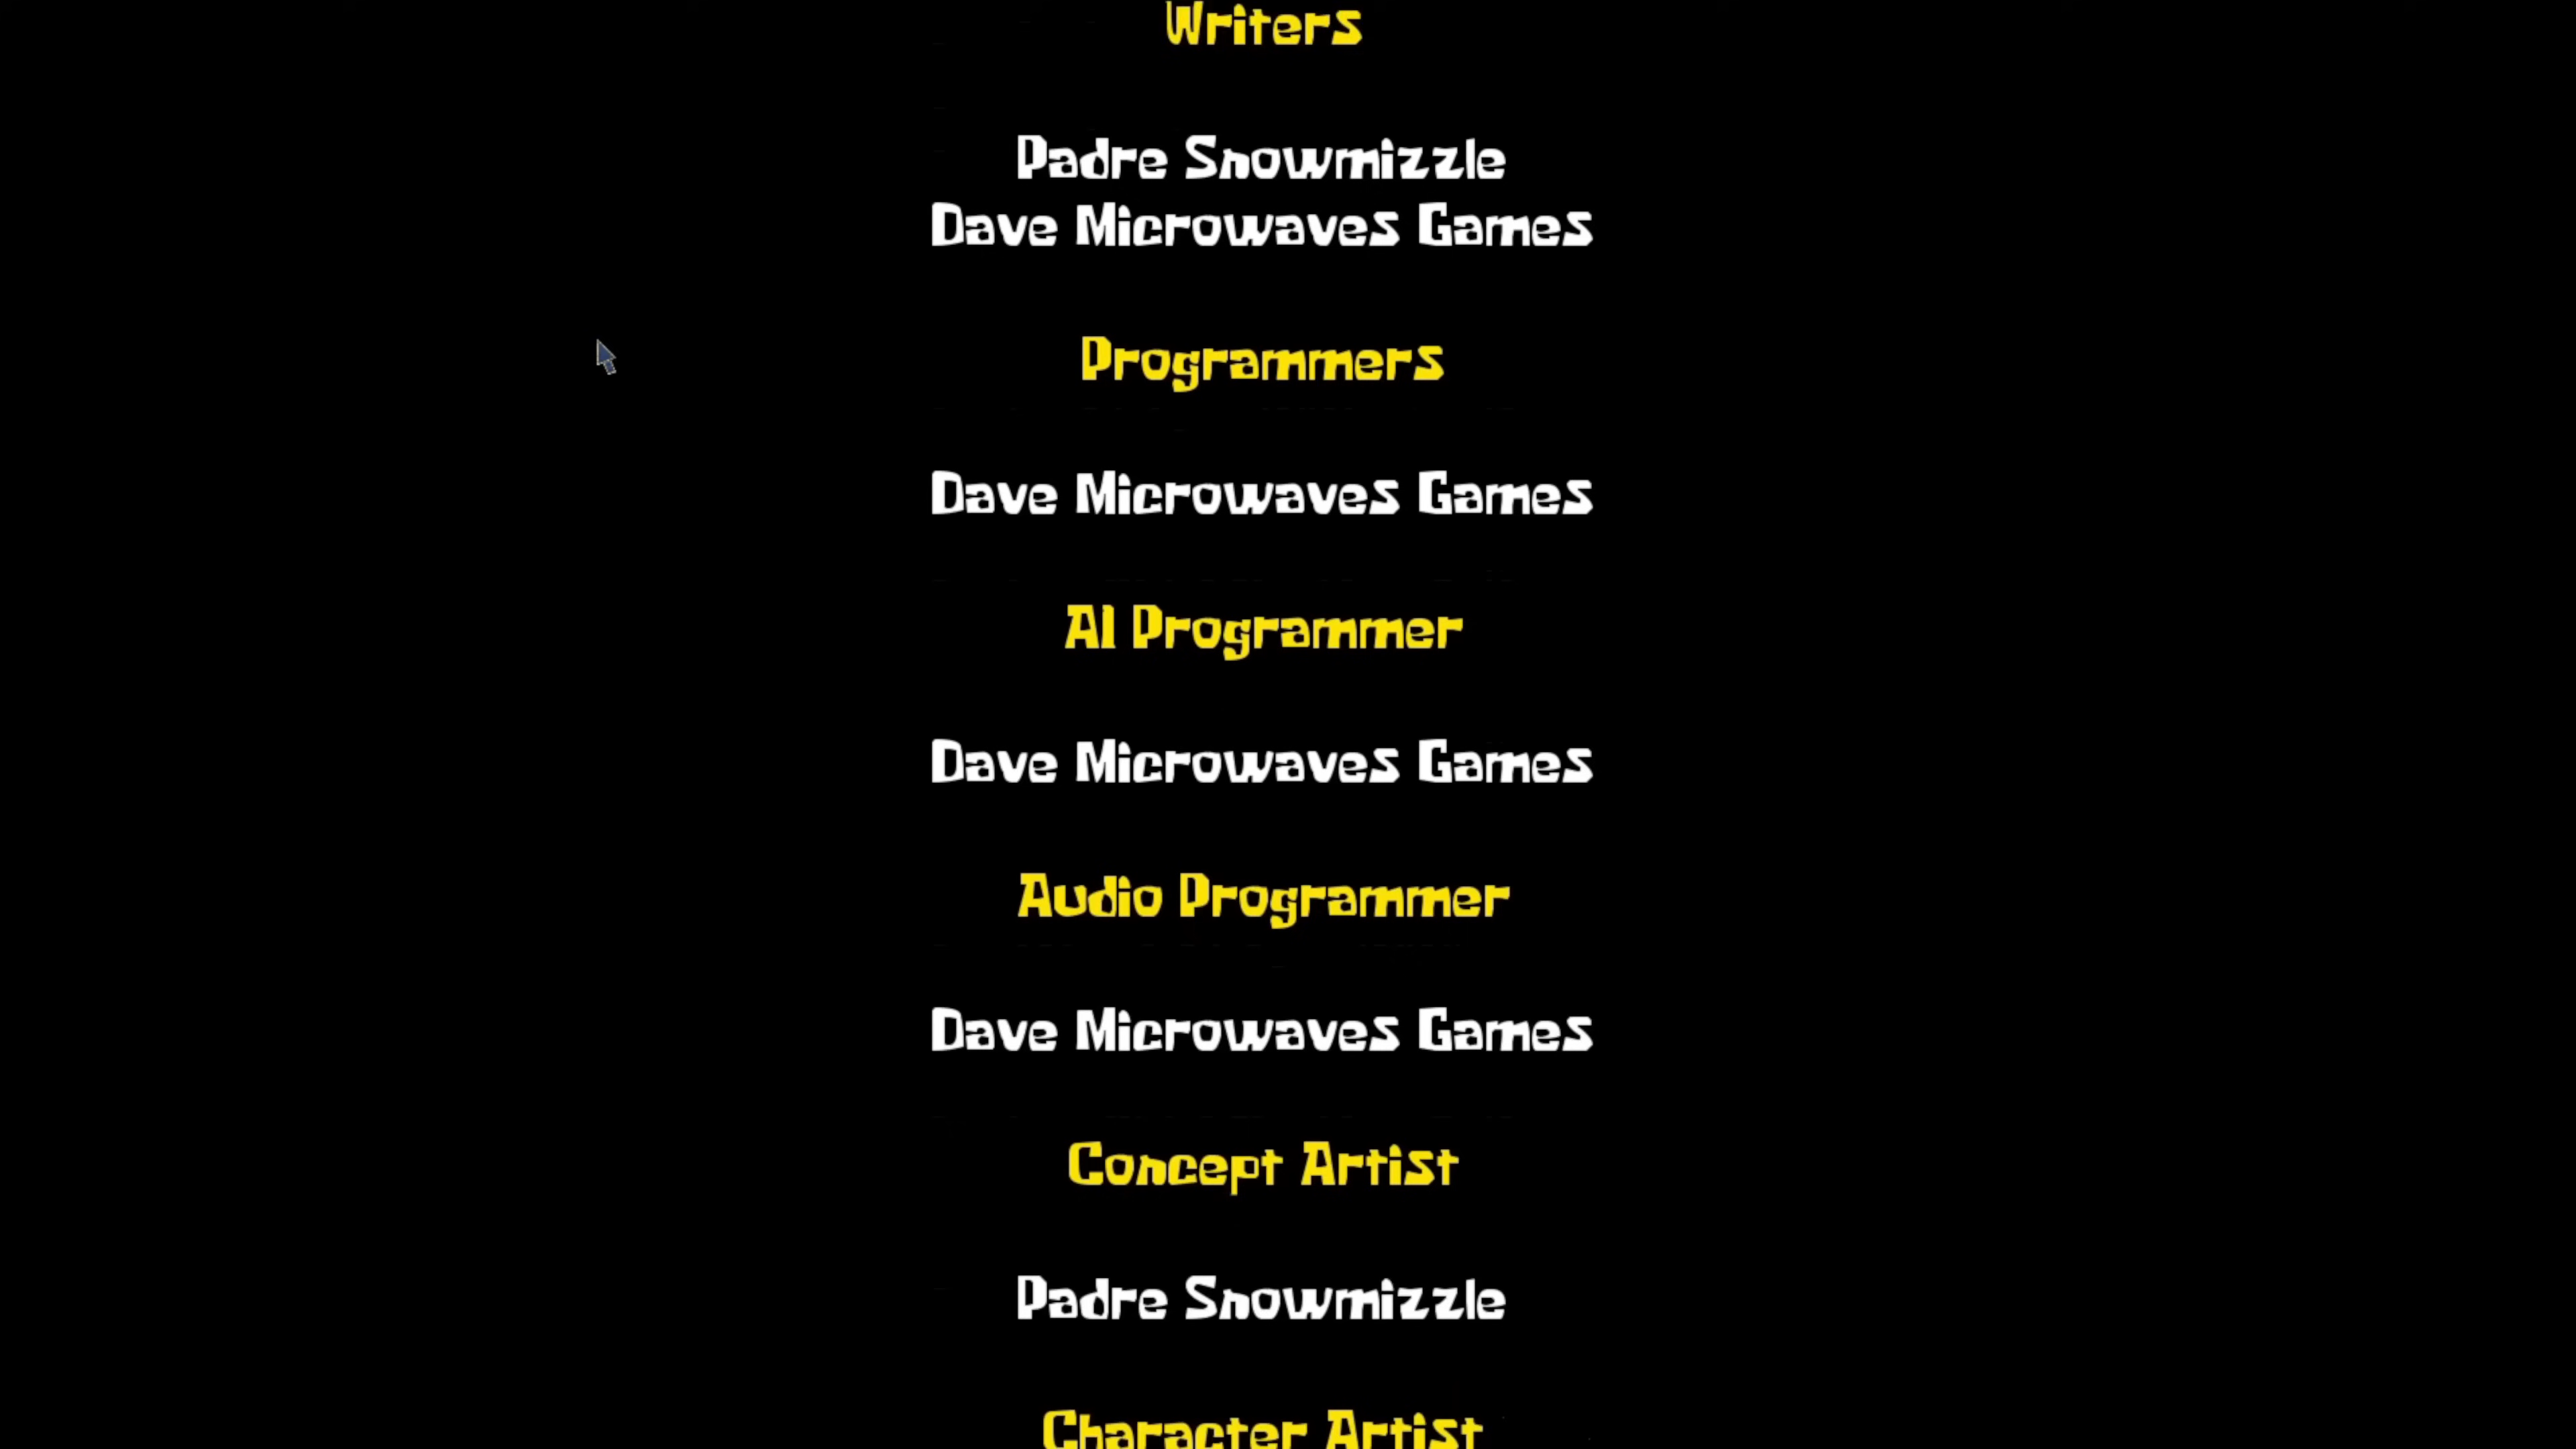 Writers
Padre Snowmizzle
Dave Microwaves Games
Programmers
Dave Microwaves Games
AI Programmer
Dave Microwaves Games
Audio Programmer
Dave Microwaves Games
Concept Artist
Padre Snowmizzle
Character Artist